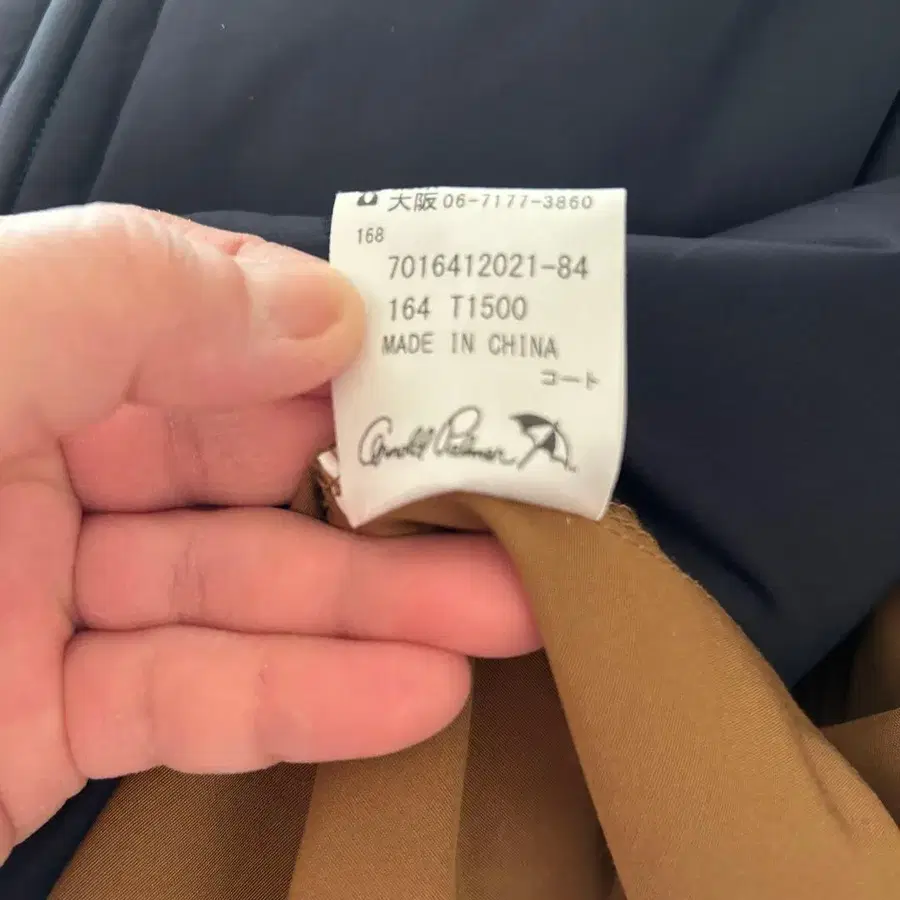 大阪 06-7177-3860
168
7016412021-84
164 T1500
MADE IN CHINA
コート
Arnold Palmer